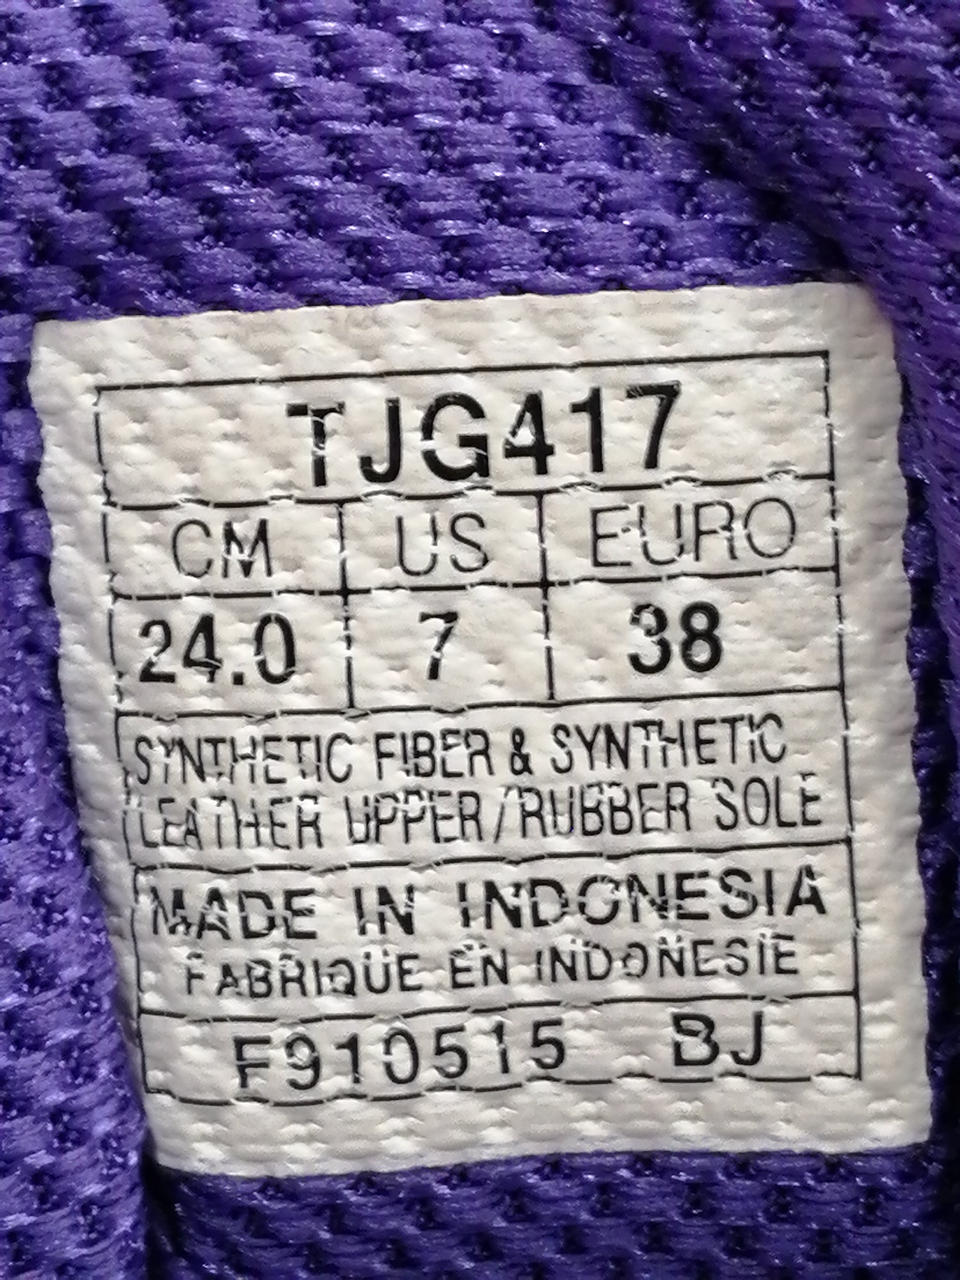 TJG417
CM US EURO
24.0 7 38
SYNTHETIC FIBER & SYNTHETIC
LEATHER UPPER/RUBBER SOLE
MADE IN INDONESIA
FABRIQUE EN INDONESIE
F910515 BJ